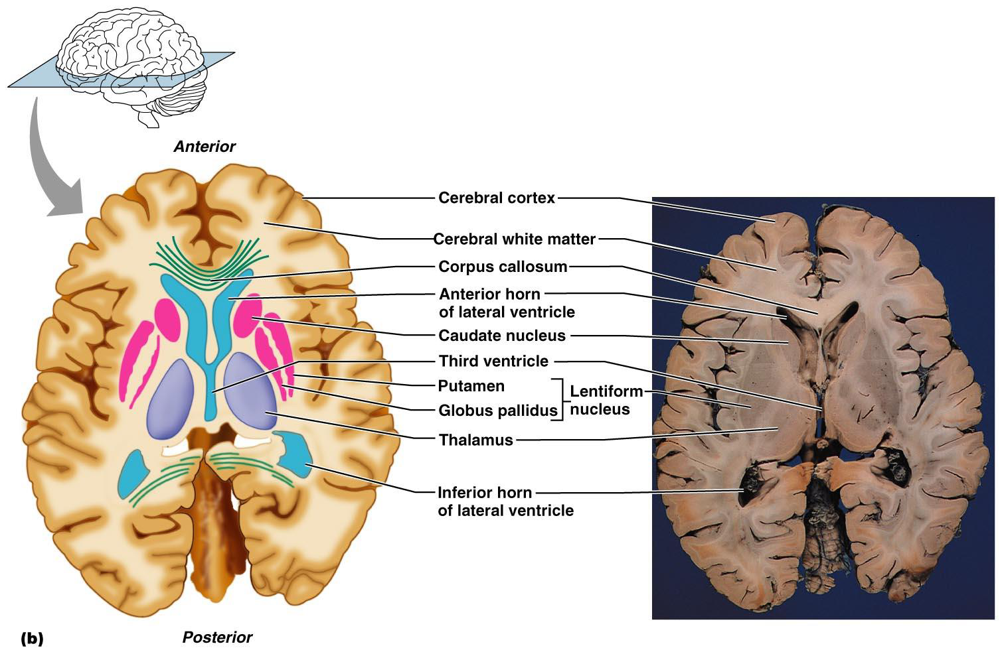 Anterior
Cerebral cortex
Cerebral white matter
Corpus callosum
Anterior horn
of lateral ventricle
Caudate nucleus
Third ventricle
Putamen
Globus pallidus
Lentiform
nucleus
Thalamus
Inferior horn
of lateral ventricle
(b)
Posterior